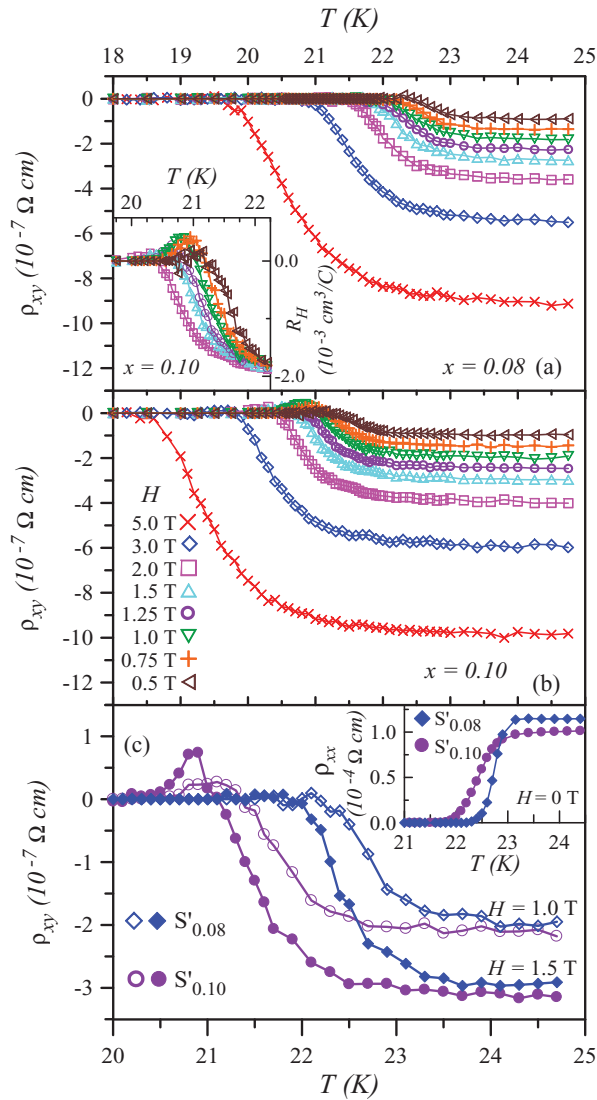 T (K)
18 19 20 21 22 23 24 25
0
-2
-4
-6
-8
-10
-12
ρxy (10⁻⁷ Ω cm)
T (K)
20 21 22
0.0
-2.0
R_H
(10⁻³ cm³/C)
x = 0.10
x = 0.08 (a)
0
-2
-4
-6
-8
-10
-12
ρxy (10⁻⁷ Ω cm)
H
5.0 T
3.0 T
2.0 T
1.5 T
1.25 T
1.0 T
0.75 T
0.5 T
x = 0.10 (b)
(c)
1
0
-1
-2
-3
ρxy (10⁻⁷ Ω cm)
S'0.08
S'0.10
ρxx
(10⁻⁴ Ω cm)
1.0
0.5
0.0
H = 0 T
21 22 23 24
T (K)
H = 1.0 T
H = 1.5 T
S'0.08
S'0.10
20 21 22 23 24 25
T (K)